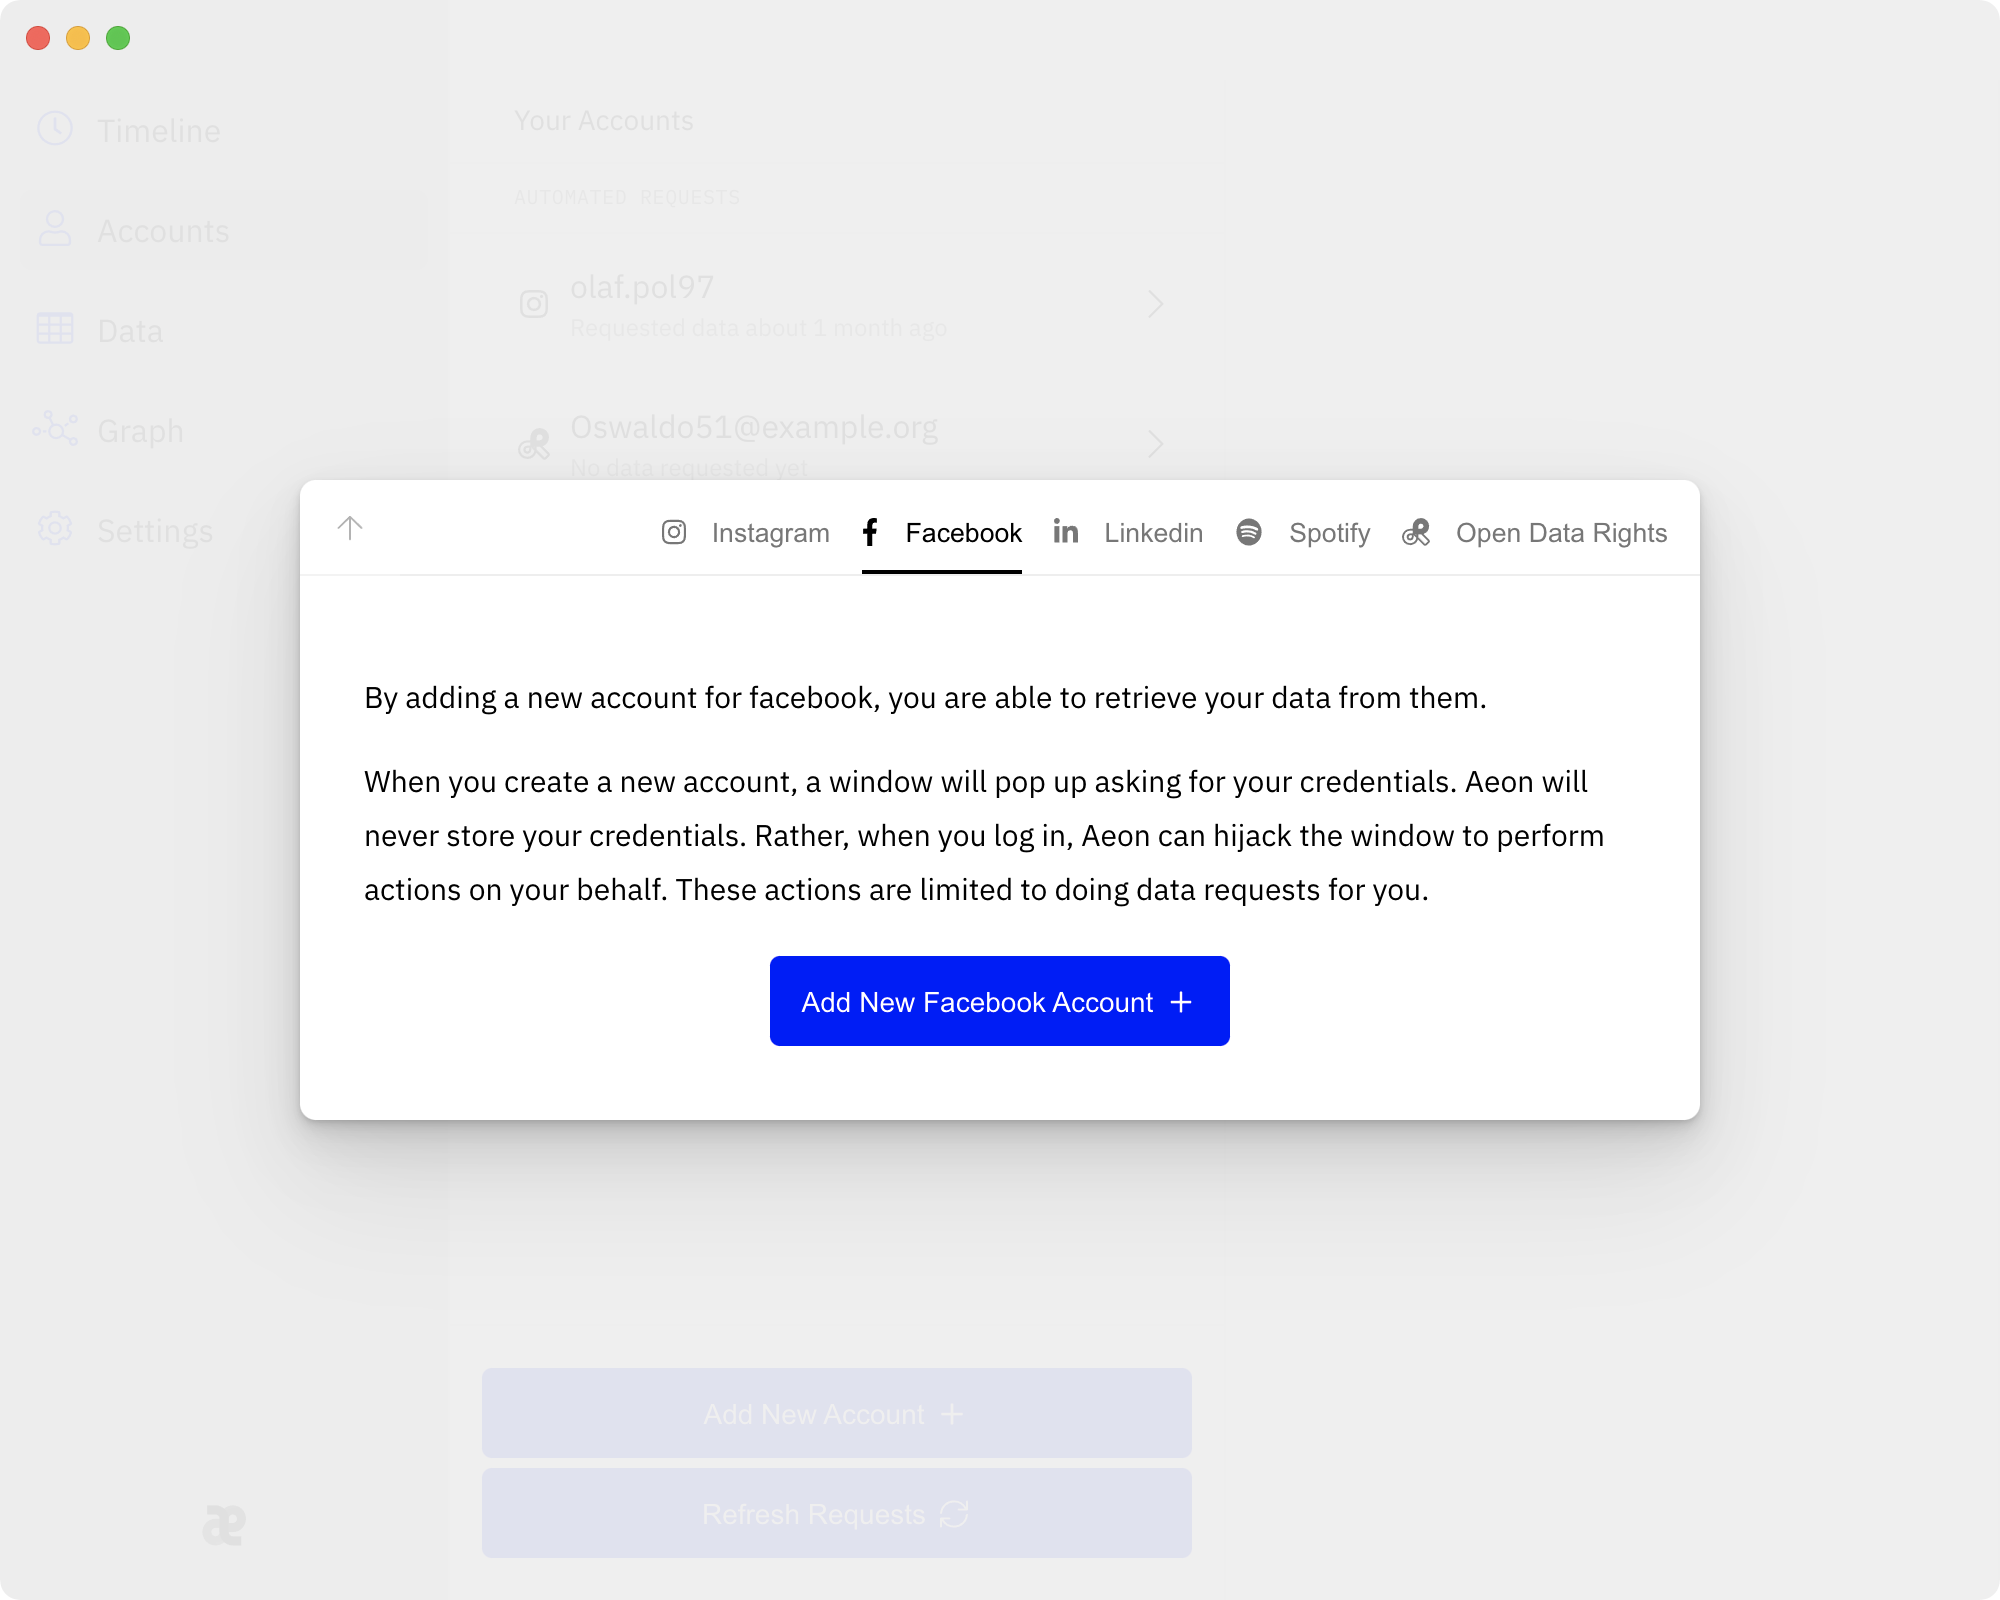 Timeline
Accounts
Data
Graph
Settings
Your Accounts
AUTOMATED REQUESTS
olaf.pol97
Requested data about 1 month ago
Oswaldo51@example.org
No data requested yet
Instagram Facebook Linkedin Spotify Open Data Rights
By adding a new account for facebook, you are able to retrieve your data from them.
When you create a new account, a window will pop up asking for your credentials. Aeon will
never store your credentials. Rather, when you log in, Aeon can hijack the window to perform
actions on your behalf. These actions are limited to doing data requests for you.
Add New Facebook Account
Add New Account
Refresh Requests
æ